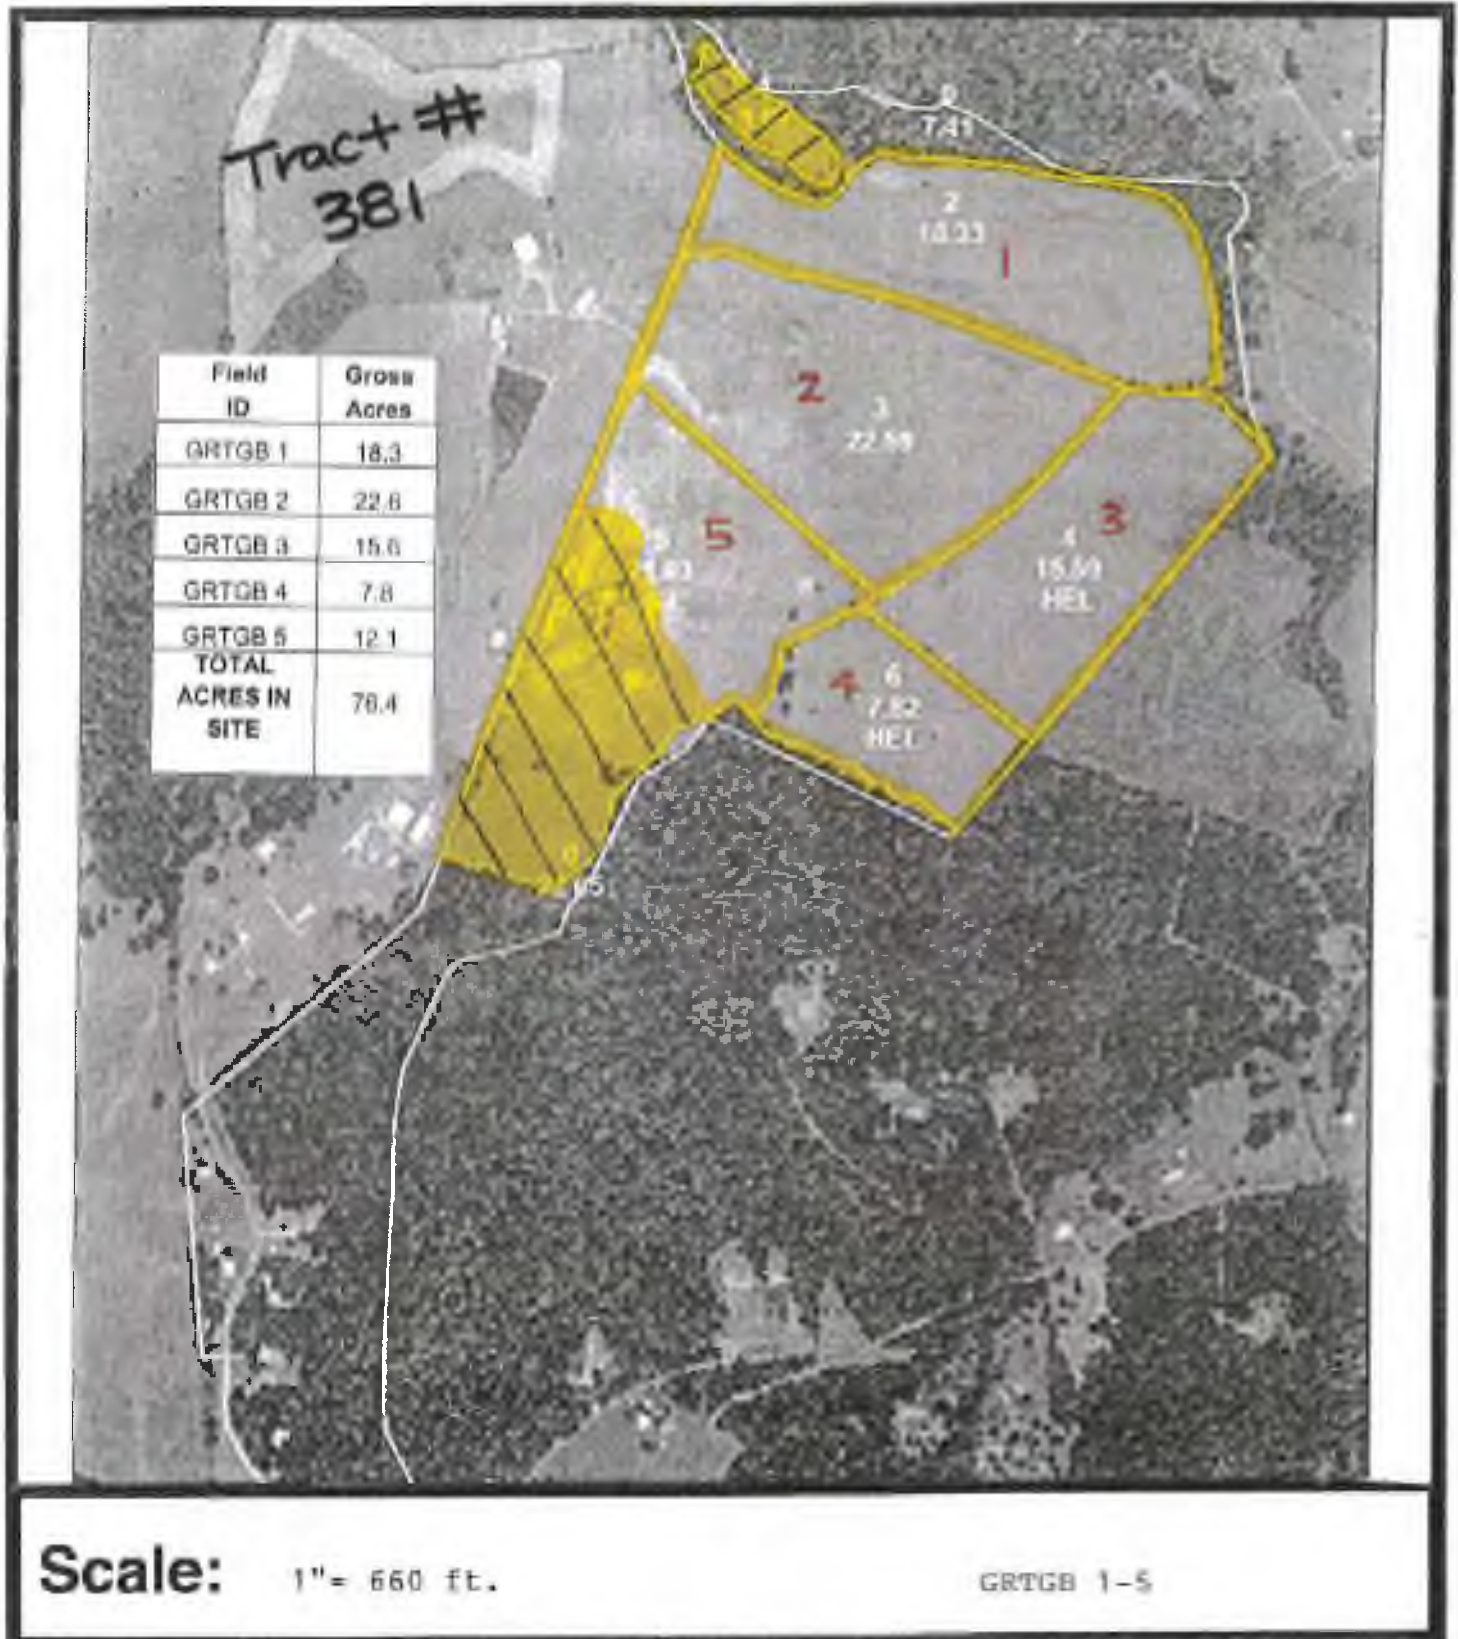 Tract #
381
7.41
2
18.33
1
2
3
22.59
3
4
15.59
HEL
5
4
6
7.82
HEL
Field ID Gross Acres
GRTGB 1 18.3
GRTGB 2 22.6
GRTGB 3 15.6
GRTGB 4 7.8
GRTGB 5 12.1
TOTAL ACRES IN SITE 76.4
Scale: 1"= 660 ft. GRTGB 1-5